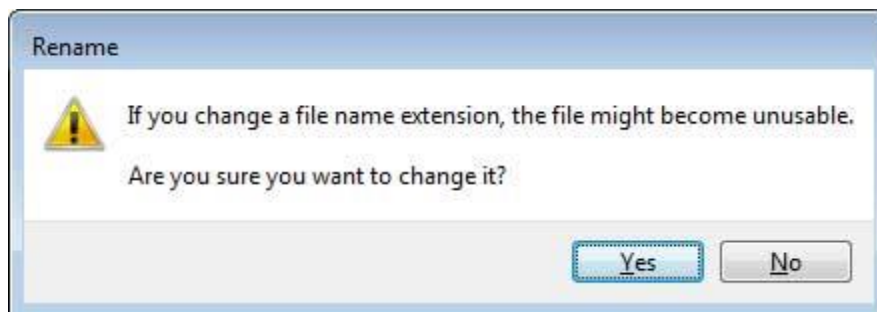 Rename
If you change a file name extension, the file might become unusable.
Are you sure you want to change it?
Yes
No